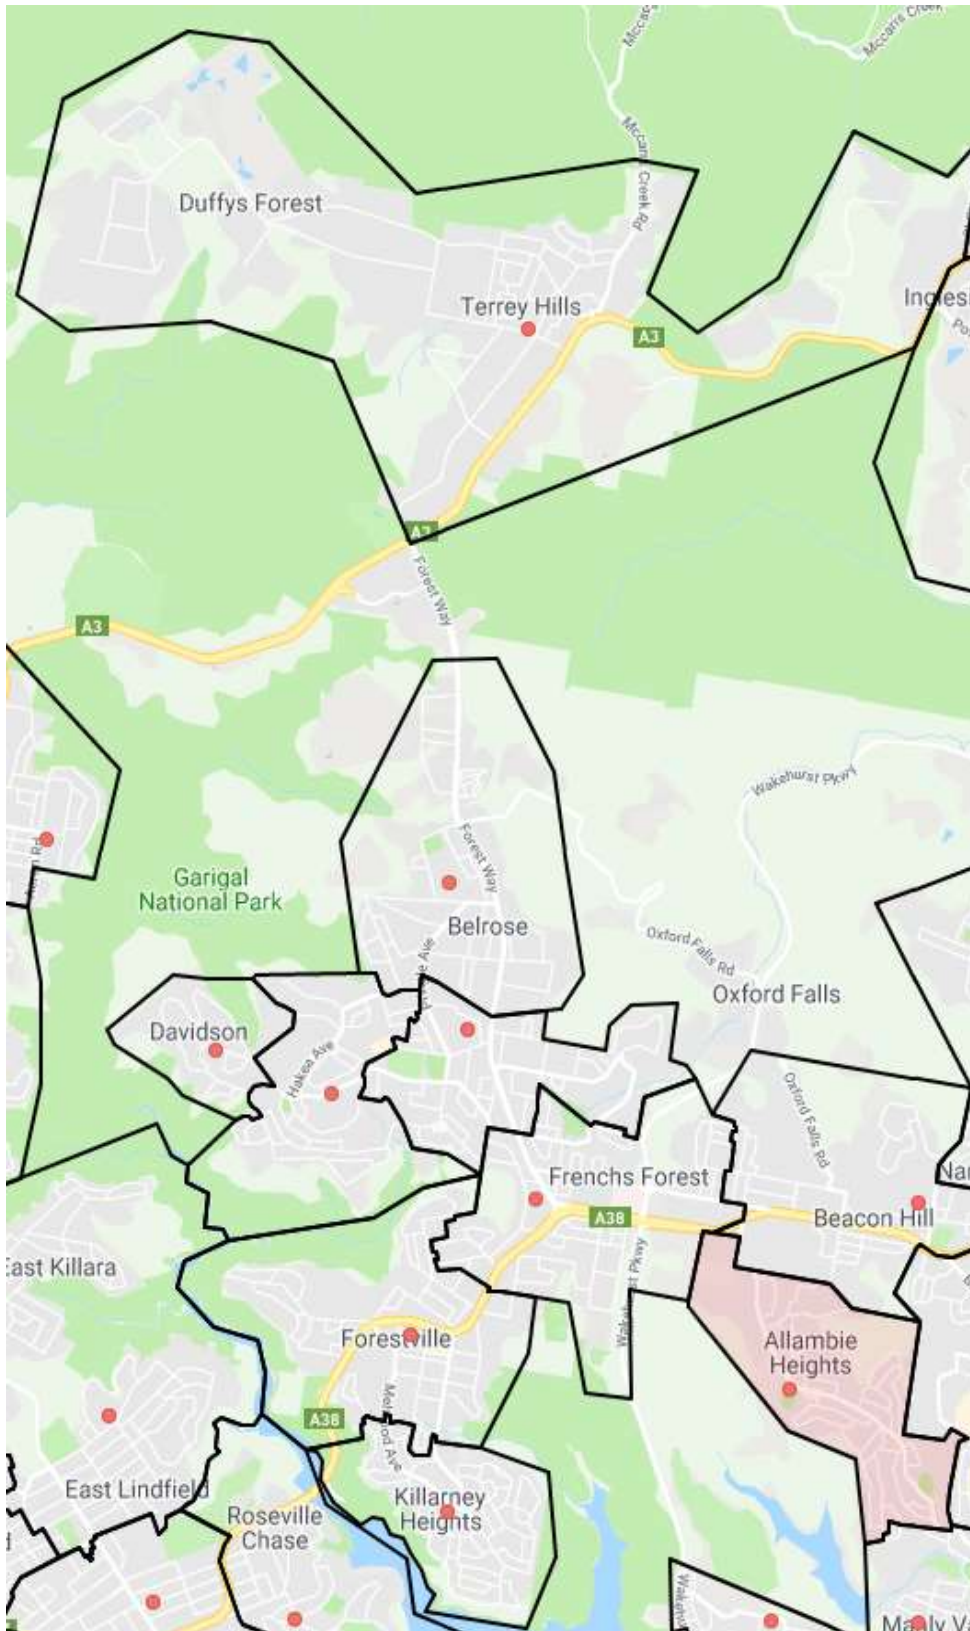 Mccarrs Creek
Duffys Forest
Mccarrs Creek Rd
Terrey Hills
A3
A3
Forest Way
A3
Wakehurst Pkwy
Garigal
National Park
Forest Way
Belrose
Oxford Falls Rd
Oxford Falls
Davidson
Hakea Ave
Oxford Falls Rd
Frenchs Forest
A38
Beacon Hill
East Killara
Wakehurst Pkwy
Allambie
Heights
Forestville
A38
Melwood Ave
East Lindfield
Killarney
Heights
Roseville
Chase